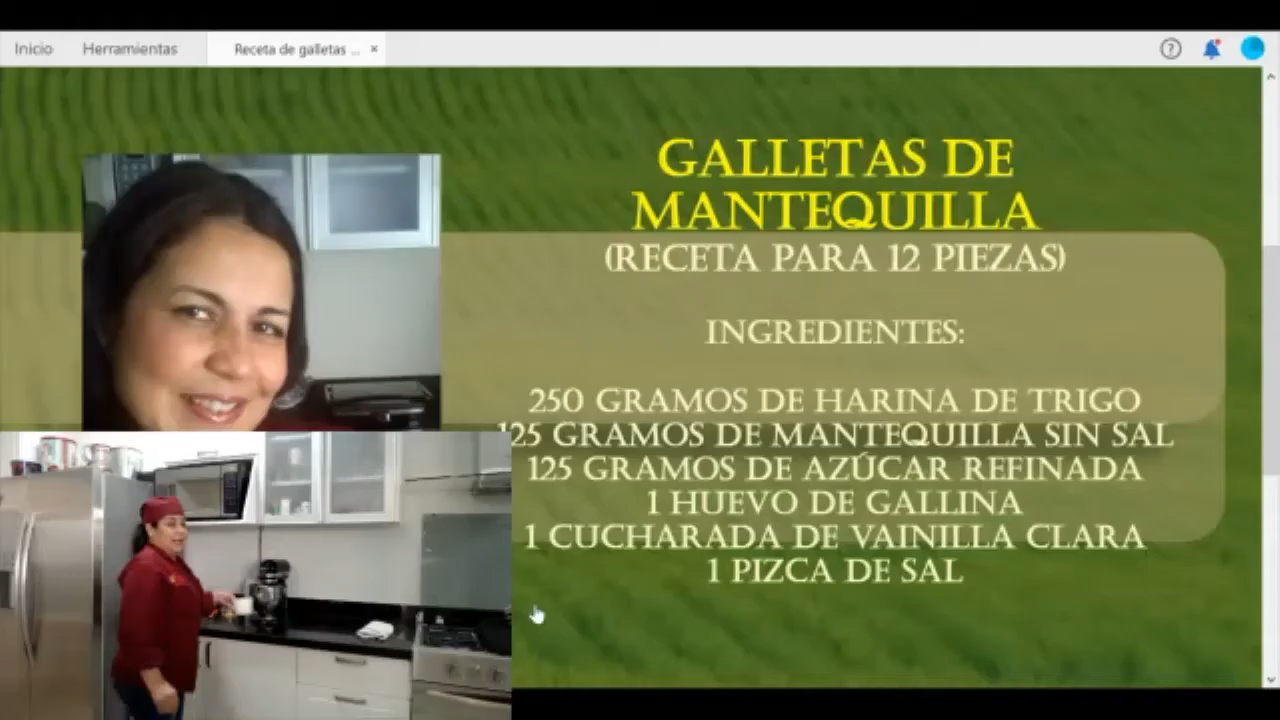 Inicio Herramientas Receta de galletas ... ×
GALLETAS DE
MANTEQUILLA
(RECETA PARA 12 PIEZAS)
INGREDIENTES:
250 GRAMOS DE HARINA DE TRIGO
125 GRAMOS DE MANTEQUILLA SIN SAL
125 GRAMOS DE AZÚCAR REFINADA
1 HUEVO DE GALLINA
1 CUCHARADA DE VAINILLA CLARA
1 PIZCA DE SAL